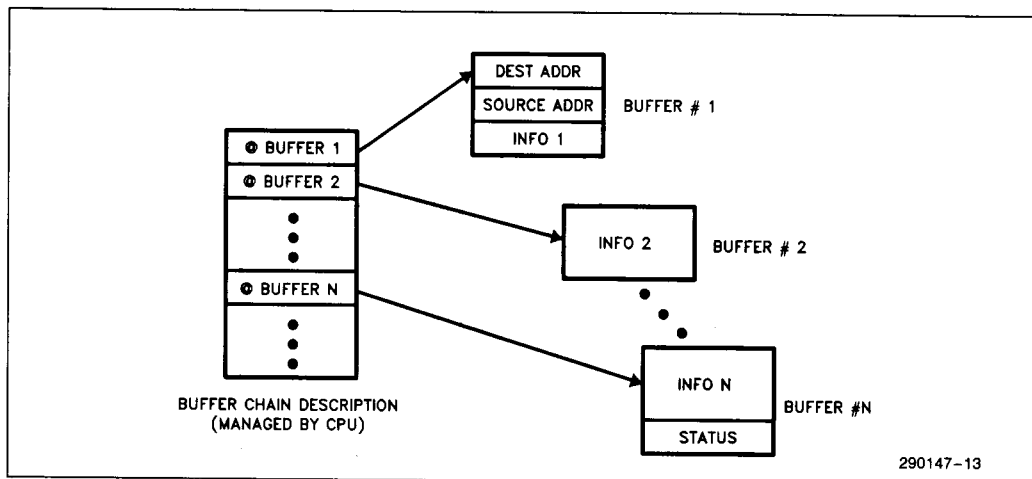 DEST ADDR
SOURCE ADDR
INFO 1
BUFFER # 1
@ BUFFER 1
@ BUFFER 2
@ BUFFER N
BUFFER CHAIN DESCRIPTION
(MANAGED BY CPU)
INFO 2
BUFFER # 2
INFO N
STATUS
BUFFER #N
290147-13